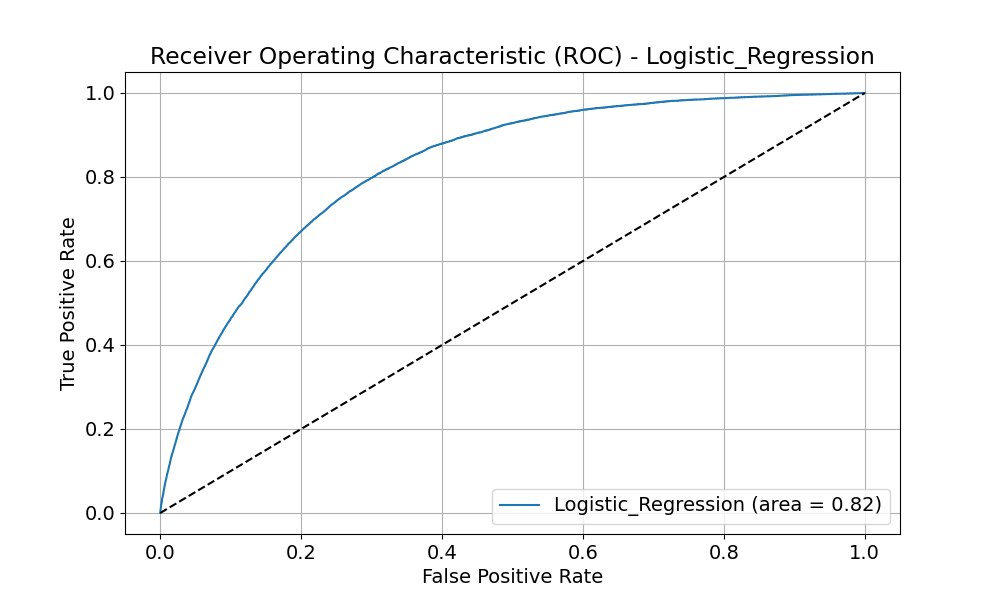 Receiver Operating Characteristic (ROC) - Logistic_Regression
True Positive Rate
1.0
0.8
0.6
0.4
0.2
0.0
Logistic_Regression (area = 0.82)
0.0 0.2 0.4 0.6 0.8 1.0
False Positive Rate